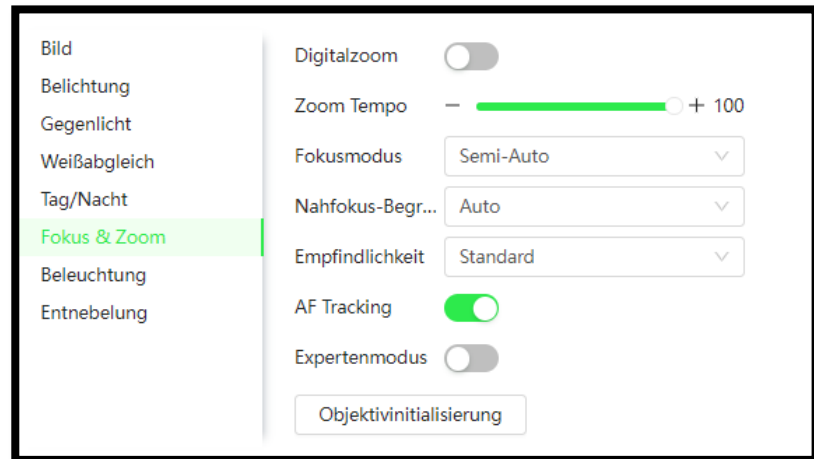 Bild
Belichtung
Gegenlicht
Weißabgleich
Tag/Nacht
Fokus & Zoom
Beleuchtung
Entnebelung
Digitalzoom
Zoom Tempo − + 100
Fokusmodus Semi-Auto
Nahfokus-Begr... Auto
Empfindlichkeit Standard
AF Tracking
Expertenmodus
Objektivinitialisierung